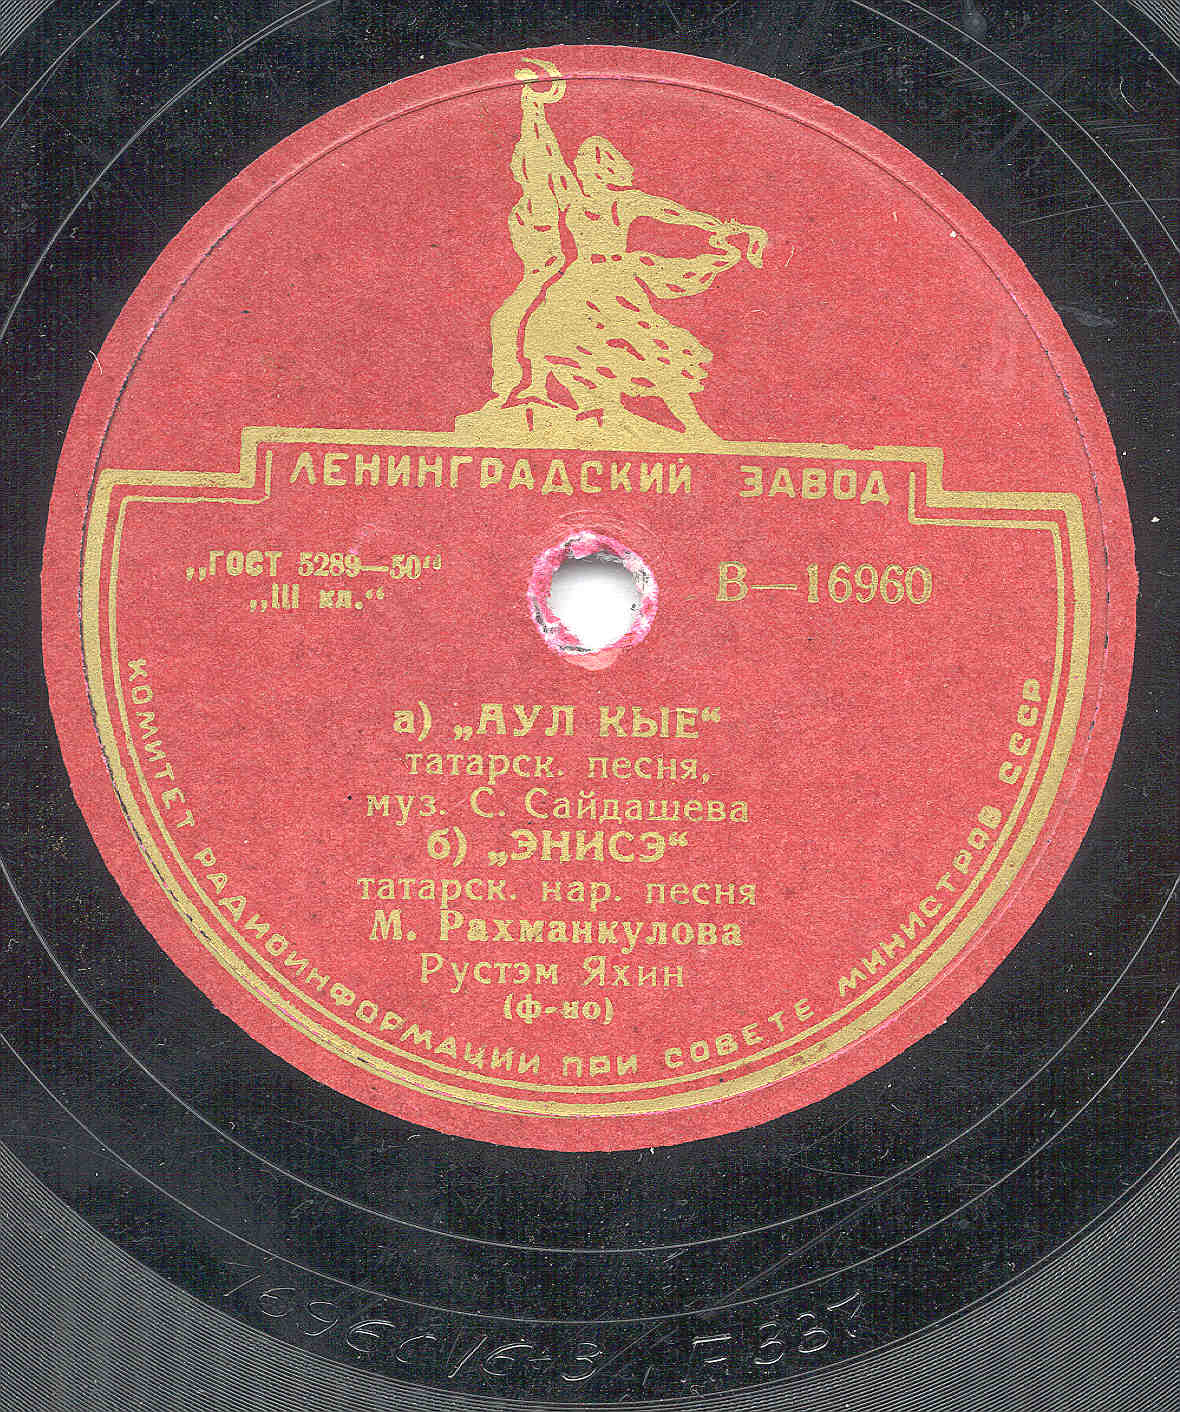 ЛЕНИНГРАДСКИЙ ЗАВОД
„ГОСТ 5289—50“
„III кл.“
В—16960
а) „АУЛ КЫЕ“
татарск. песня,
муз. С. Сайдашева
б) „ЭНИСЭ“
татарск. нар. песня
М. Рахманкулова
Рустэм Яхин
(ф-но)
КОМИТЕТ РАДИОИНФОРМАЦИИ ПРИ СОВЕТЕ МИНИСТРОВ СССР